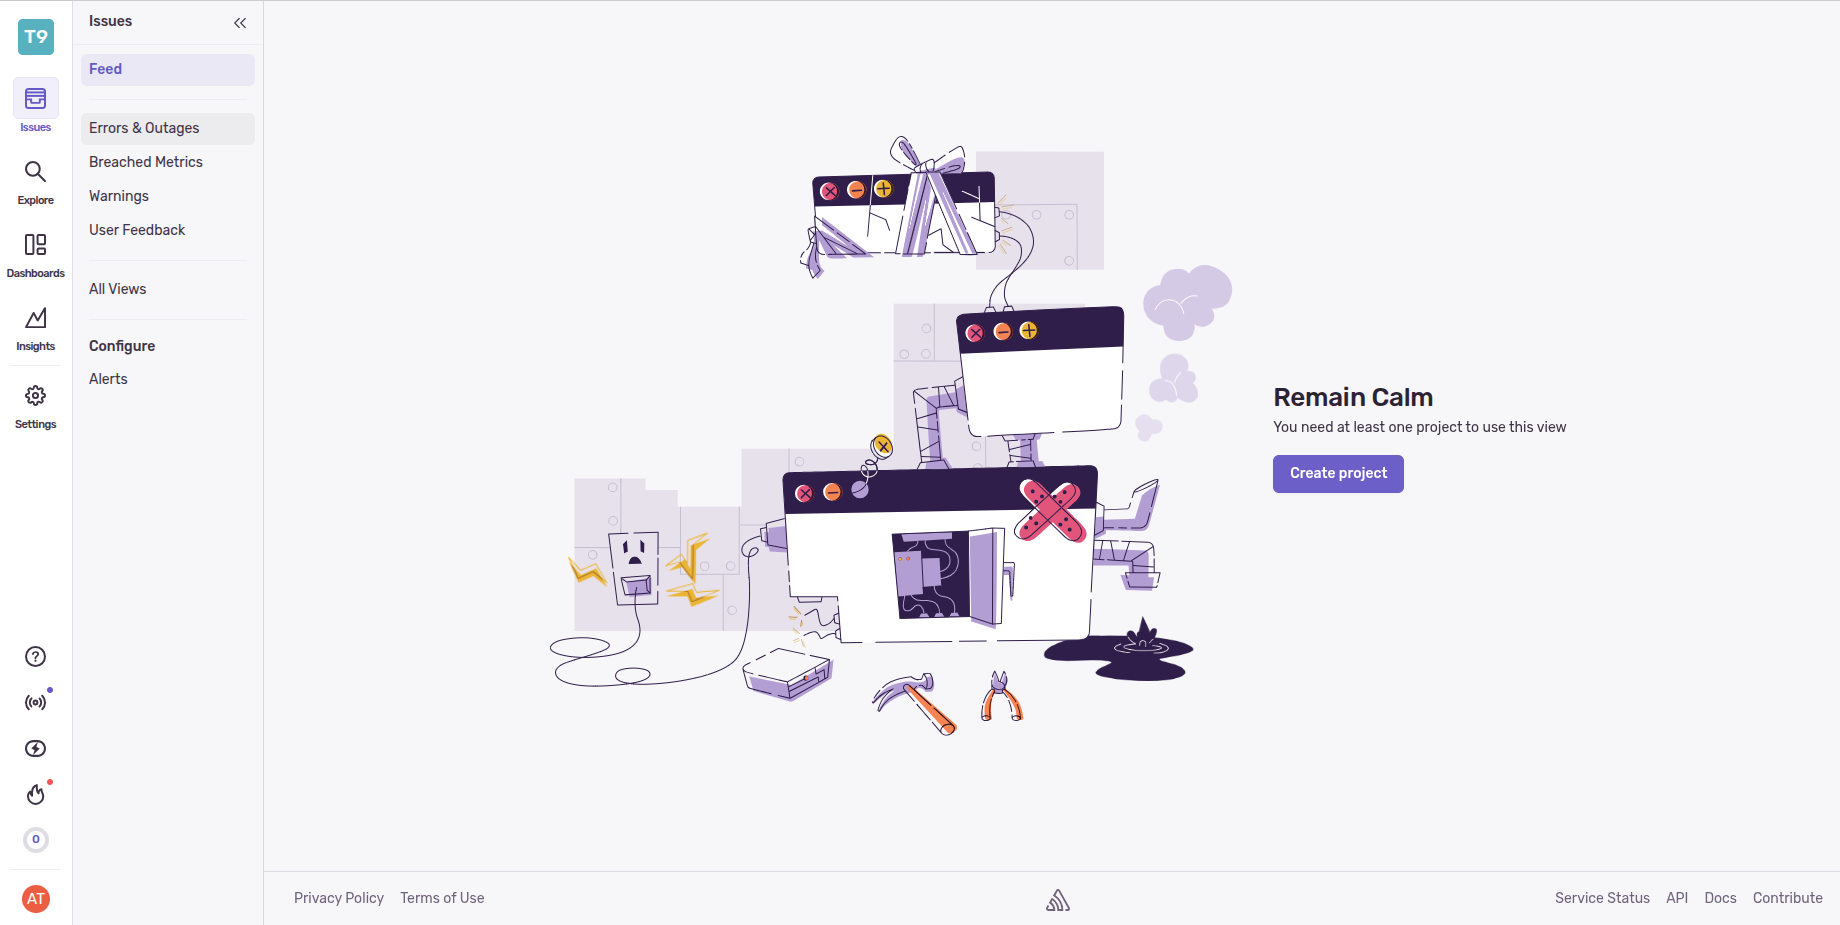 T9
Issues
Explore
Dashboards
Insights
Settings
0
AT
Issues
Feed
Errors & Outages
Breached Metrics
Warnings
User Feedback
All Views
Configure
Alerts
Remain Calm
You need at least one project to use this view
Create project
Privacy Policy
Terms of Use
Service Status
API
Docs
Contribute